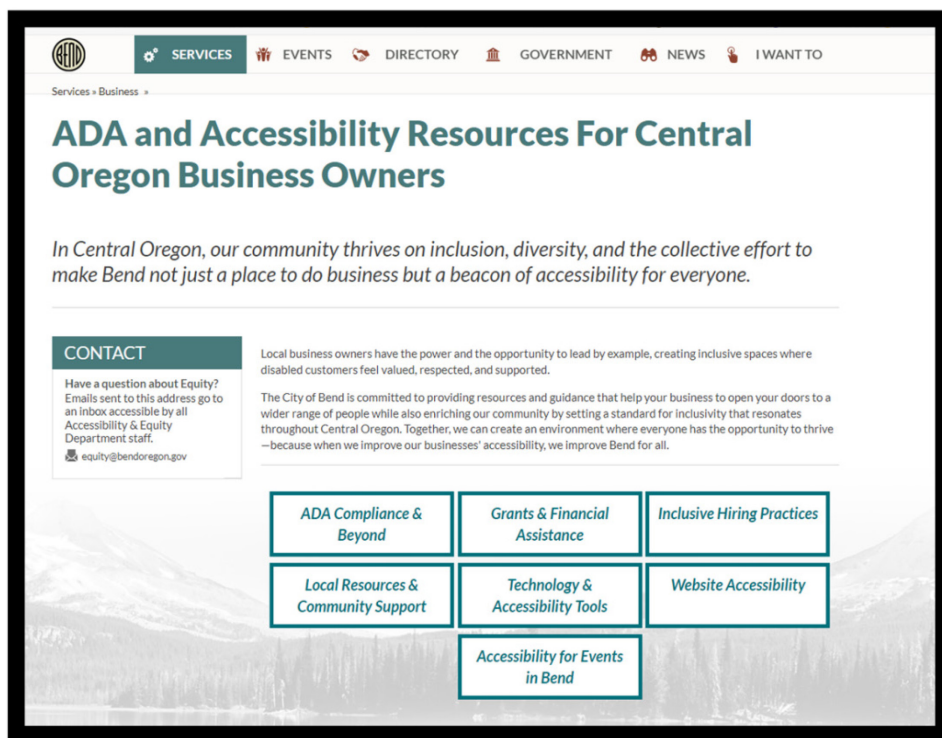 BEND
SERVICES EVENTS DIRECTORY GOVERNMENT NEWS I WANT TO
Services » Business »
ADA and Accessibility Resources For Central
Oregon Business Owners
In Central Oregon, our community thrives on inclusion, diversity, and the collective effort to
make Bend not just a place to do business but a beacon of accessibility for everyone.
CONTACT
Have a question about Equity?
Emails sent to this address go to
an inbox accessible by all
Accessibility & Equity
Department staff.
equity@bendoregon.gov
Local business owners have the power and the opportunity to lead by example, creating inclusive spaces where
disabled customers feel valued, respected, and supported.
The City of Bend is committed to providing resources and guidance that help your business to open your doors to a
wider range of people while also enriching our community by setting a standard for inclusivity that resonates
throughout Central Oregon. Together, we can create an environment where everyone has the opportunity to thrive
—because when we improve our businesses' accessibility, we improve Bend for all.
ADA Compliance &
Beyond
Grants & Financial
Assistance
Inclusive Hiring Practices
Local Resources &
Community Support
Technology &
Accessibility Tools
Website Accessibility
Accessibility for Events
in Bend